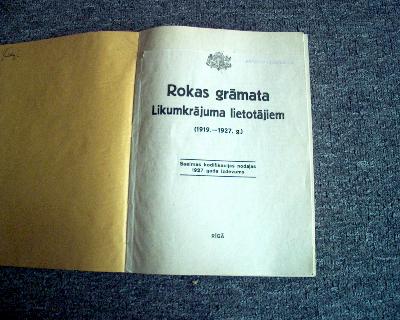 Rokas grāmata
Likumkrājuma lietotājiem
(1919.—1927. g.)
Saeimas kodifikacijas nodaļas
1927. gada izdevums
RĪGĀ